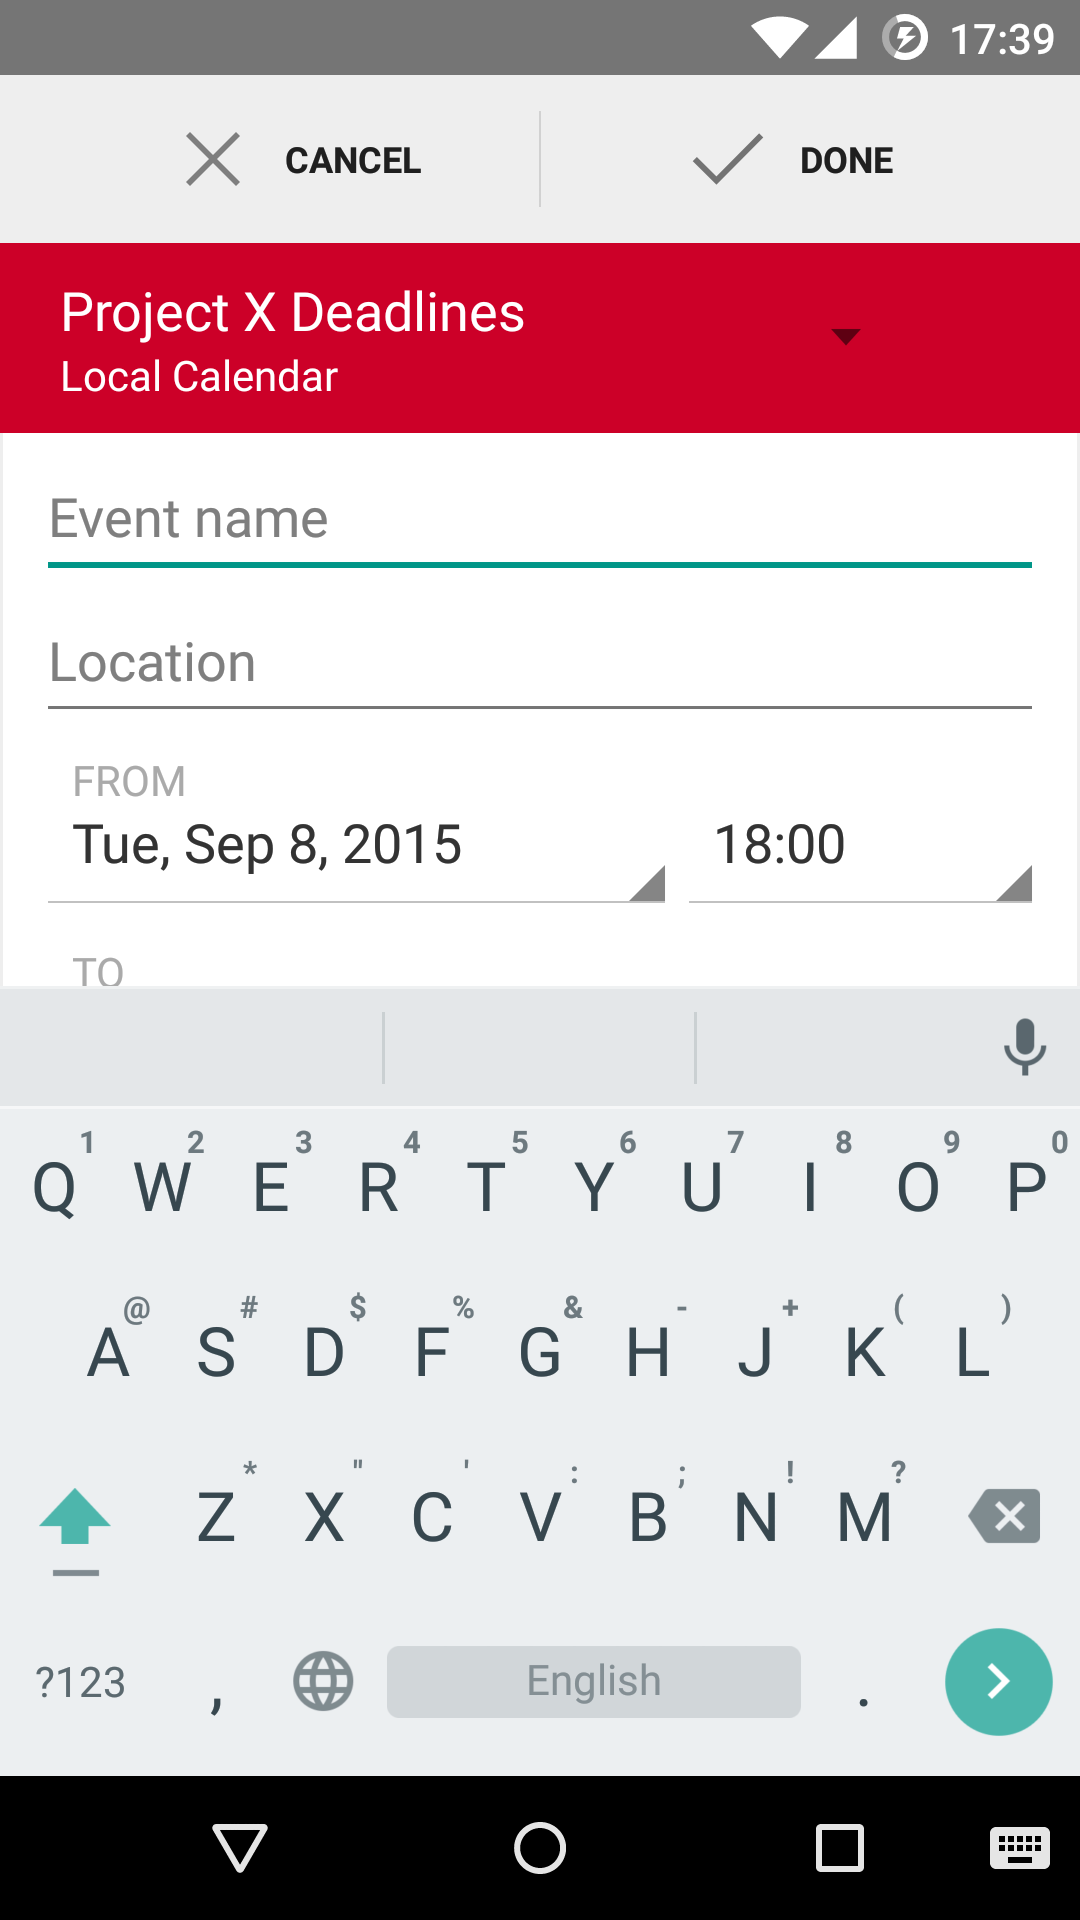 17:39
CANCEL DONE
Project X Deadlines
Local Calendar
Event name
Location
FROM
Tue, Sep 8, 2015 18:00
TO
1 2 3 4 5 6 7 8 9 0
Q W E R T Y U I O P
@ # $ % & - + ( )
A S D F G H J K L
* " ' : ; ! ?
Z X C V B N M
?123 , English .